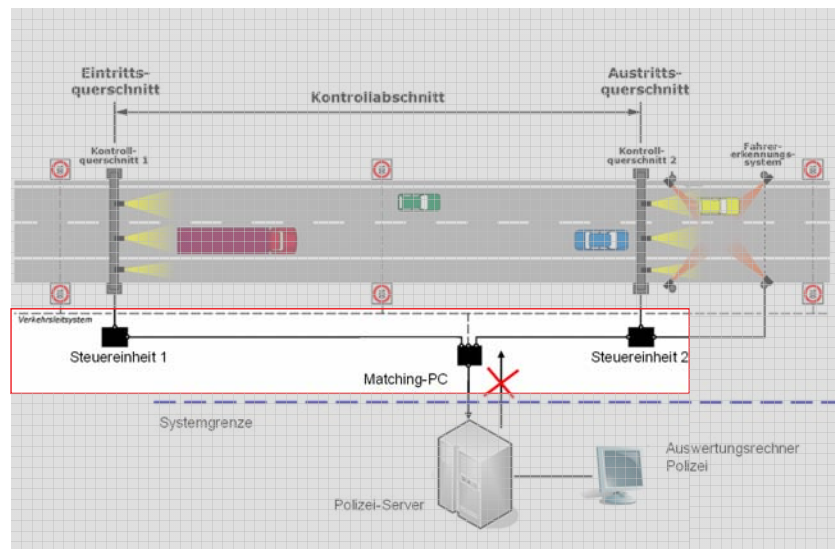 Eintritts-
querschnitt
Kontrollabschnitt
Austritts-
querschnitt
Kontroll-
querschnitt 1
Kontroll-
querschnitt 2
Fahrer-
erkennungs-
system
Verkehrsleitsystem
Steuereinheit 1
Matching-PC
Steuereinheit 2
Systemgrenze
Polizei-Server
Auswertungsrechner
Polizei